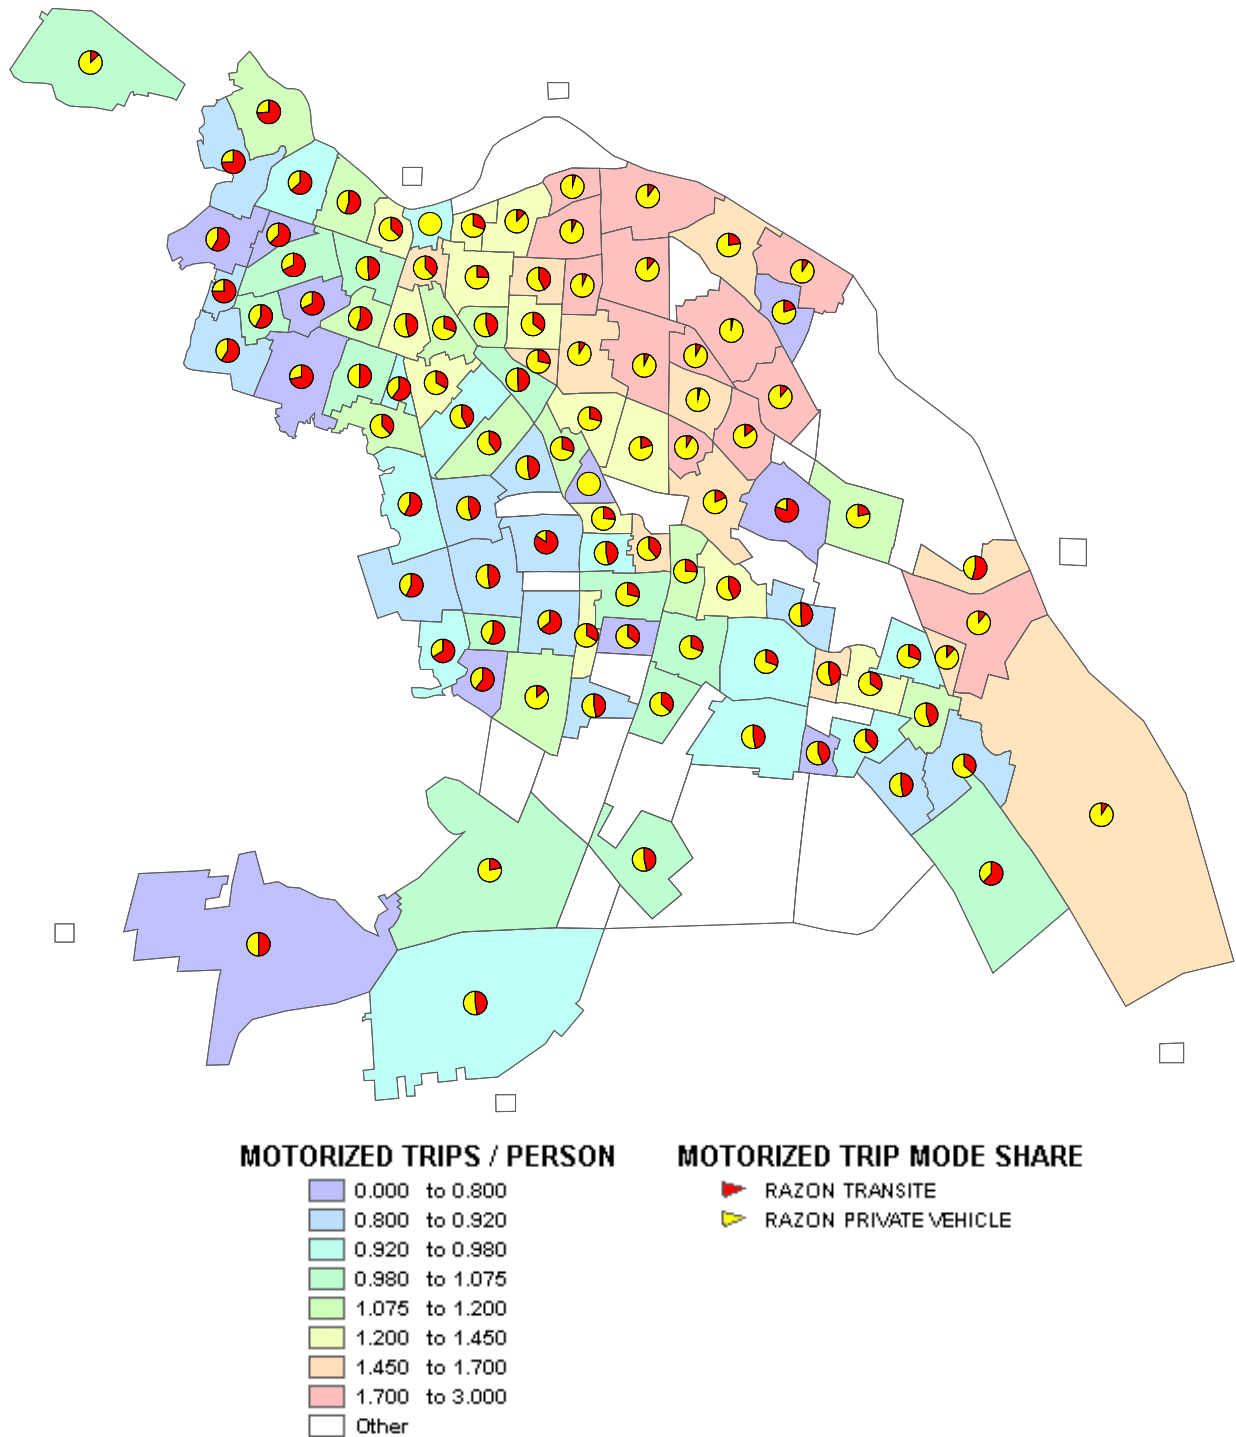 MOTORIZED TRIPS / PERSON
0.000 to 0.800
0.800 to 0.920
0.920 to 0.980
0.980 to 1.075
1.075 to 1.200
1.200 to 1.450
1.450 to 1.700
1.700 to 3.000
Other
MOTORIZED TRIP MODE SHARE
RAZON TRANSITE
RAZON PRIVATE VEHICLE